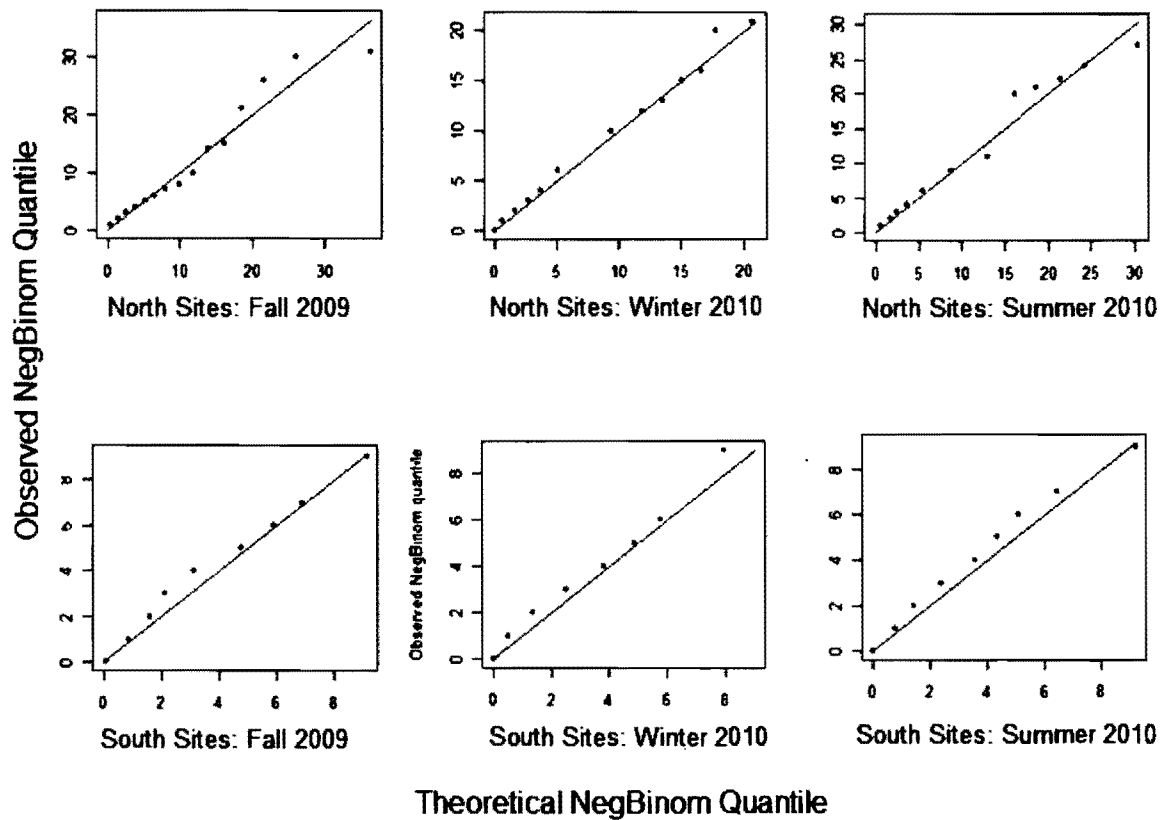 Observed NegBinom Quantile
0 10 20 30
0 10 20 30
North Sites: Fall 2009
0 5 10 15 20
0 5 10 15 20
North Sites: Winter 2010
0 5 10 15 20 25 30
0 5 10 15 20 25 30
North Sites: Summer 2010
0 2 4 6 8
0 2 4 6 8
South Sites: Fall 2009
Observed NegBinom quantile
0 2 4 6 8
0 2 4 6 8
South Sites: Winter 2010
0 2 4 6 8
0 2 4 6 8
South Sites: Summer 2010
Theoretical NegBinom Quantile